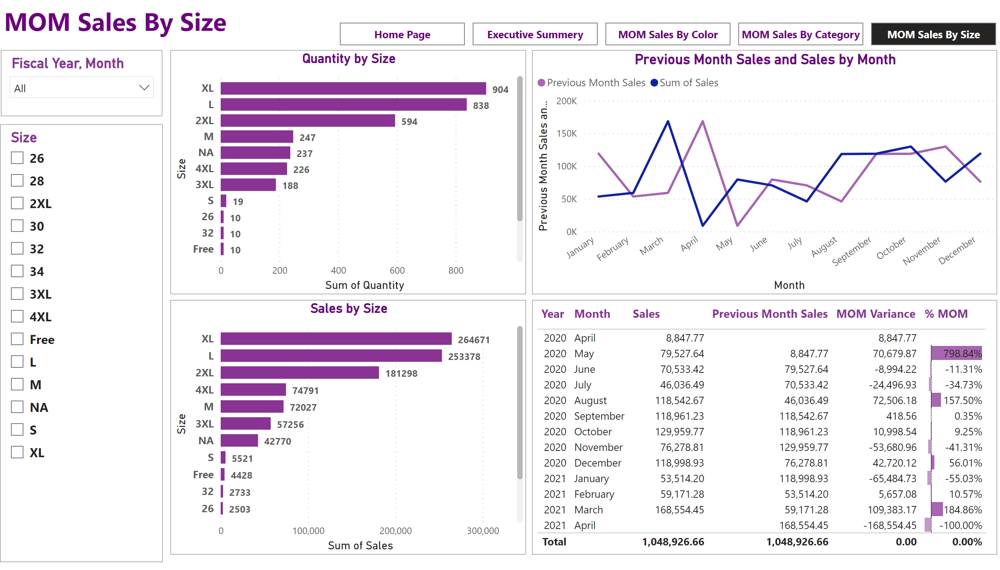 MOM Sales By Size
Home Page
Executive Summery
MOM Sales By Color
MOM Sales By Category
MOM Sales By Size
Fiscal Year, Month
All
Size
26
28
2XL
30
32
34
3XL
4XL
Free
L
M
NA
S
XL
Quantity by Size
Size
XL 904
L 838
2XL 594
M 247
NA 237
4XL 226
3XL 188
S 19
26 10
32 10
Free 10
0 200 400 600 800
Sum of Quantity
Previous Month Sales and Sales by Month
Previous Month Sales Sum of Sales
Previous Month Sales an...
200K
150K
100K
50K
0K
January February March April May June July August September October November December
Month
Sales by Size
Size
XL 264671
L 253378
2XL 181298
4XL 74791
M 72027
3XL 57256
NA 42770
S 5521
Free 4428
32 2733
26 2503
0 100,000 200,000 300,000
Sum of Sales
Year Month Sales Previous Month Sales MOM Variance % MOM
2020 April 8,847.77 8,847.77
2020 May 79,527.64 8,847.77 70,679.87 798.84%
2020 June 70,533.42 79,527.64 -8,994.22 -11.31%
2020 July 46,036.49 70,533.42 -24,496.93 -34.73%
2020 August 118,542.67 46,036.49 72,506.18 157.50%
2020 September 118,961.23 118,542.67 418.56 0.35%
2020 October 129,959.77 118,961.23 10,998.54 9.25%
2020 November 76,278.81 129,959.77 -53,680.96 -41.31%
2020 December 118,998.93 76,278.81 42,720.12 56.01%
2021 January 53,514.20 118,998.93 -65,484.73 -55.03%
2021 February 59,171.28 53,514.20 5,657.08 10.57%
2021 March 168,554.45 59,171.28 109,383.17 184.86%
2021 April 168,554.45 -168,554.45 -100.00%
Total 1,048,926.66 1,048,926.66 0.00 0.00%